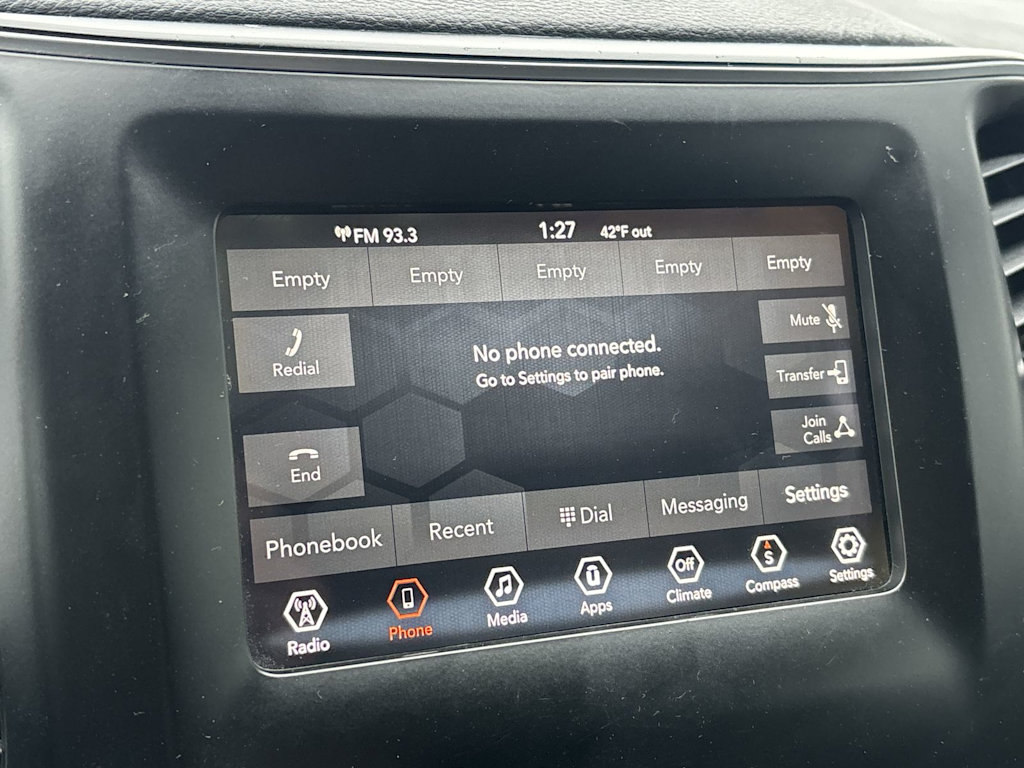 FM 93.3 1:27 42°F out
Empty Empty Empty Empty Empty
Redial
No phone connected.
Go to Settings to pair phone.
Mute
Transfer
Join
Calls
End
Phonebook Recent Dial Messaging Settings
Radio Phone Media Apps Off Climate S Compass Settings